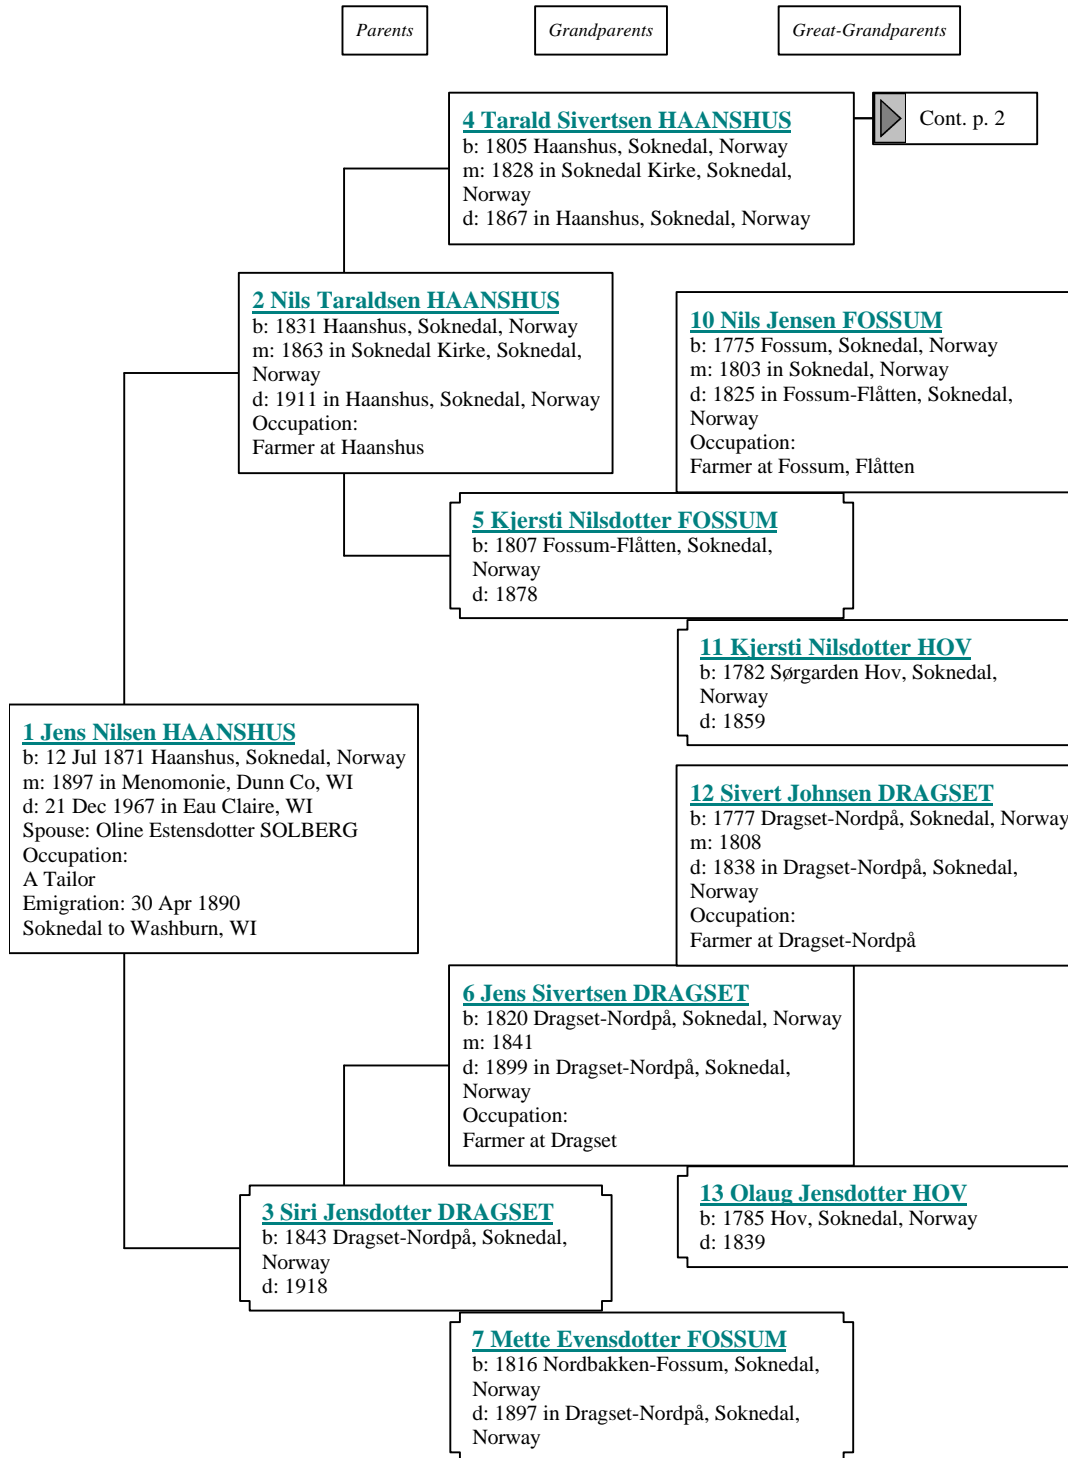 Parents
Grandparents
Great-Grandparents
4 Tarald Sivertsen HAANSHUS
b: 1805 Haanshus, Soknedal, Norway
m: 1828 in Soknedal Kirke, Soknedal,
Norway
d: 1867 in Haanshus, Soknedal, Norway
Cont. p. 2
2 Nils Taraldsen HAANSHUS
b: 1831 Haanshus, Soknedal, Norway
m: 1863 in Soknedal Kirke, Soknedal,
Norway
d: 1911 in Haanshus, Soknedal, Norway
Occupation:
Farmer at Haanshus
10 Nils Jensen FOSSUM
b: 1775 Fossum, Soknedal, Norway
m: 1803 in Soknedal, Norway
d: 1825 in Fossum-Flåtten, Soknedal,
Norway
Occupation:
Farmer at Fossum, Flåtten
5 Kjersti Nilsdotter FOSSUM
b: 1807 Fossum-Flåtten, Soknedal,
Norway
d: 1878
11 Kjersti Nilsdotter HOV
b: 1782 Sørgarden Hov, Soknedal,
Norway
d: 1859
1 Jens Nilsen HAANSHUS
b: 12 Jul 1871 Haanshus, Soknedal, Norway
m: 1897 in Menomonie, Dunn Co, WI
d: 21 Dec 1967 in Eau Claire, WI
Spouse: Oline Estensdotter SOLBERG
Occupation:
A Tailor
Emigration: 30 Apr 1890
Soknedal to Washburn, WI
12 Sivert Johnsen DRAGSET
b: 1777 Dragset-Nordpå, Soknedal, Norway
m: 1808
d: 1838 in Dragset-Nordpå, Soknedal,
Norway
Occupation:
Farmer at Dragset-Nordpå
6 Jens Sivertsen DRAGSET
b: 1820 Dragset-Nordpå, Soknedal, Norway
m: 1841
d: 1899 in Dragset-Nordpå, Soknedal,
Norway
Occupation:
Farmer at Dragset
13 Olaug Jensdotter HOV
b: 1785 Hov, Soknedal, Norway
d: 1839
3 Siri Jensdotter DRAGSET
b: 1843 Dragset-Nordpå, Soknedal,
Norway
d: 1918
7 Mette Evensdotter FOSSUM
b: 1816 Nordbakken-Fossum, Soknedal,
Norway
d: 1897 in Dragset-Nordpå, Soknedal,
Norway